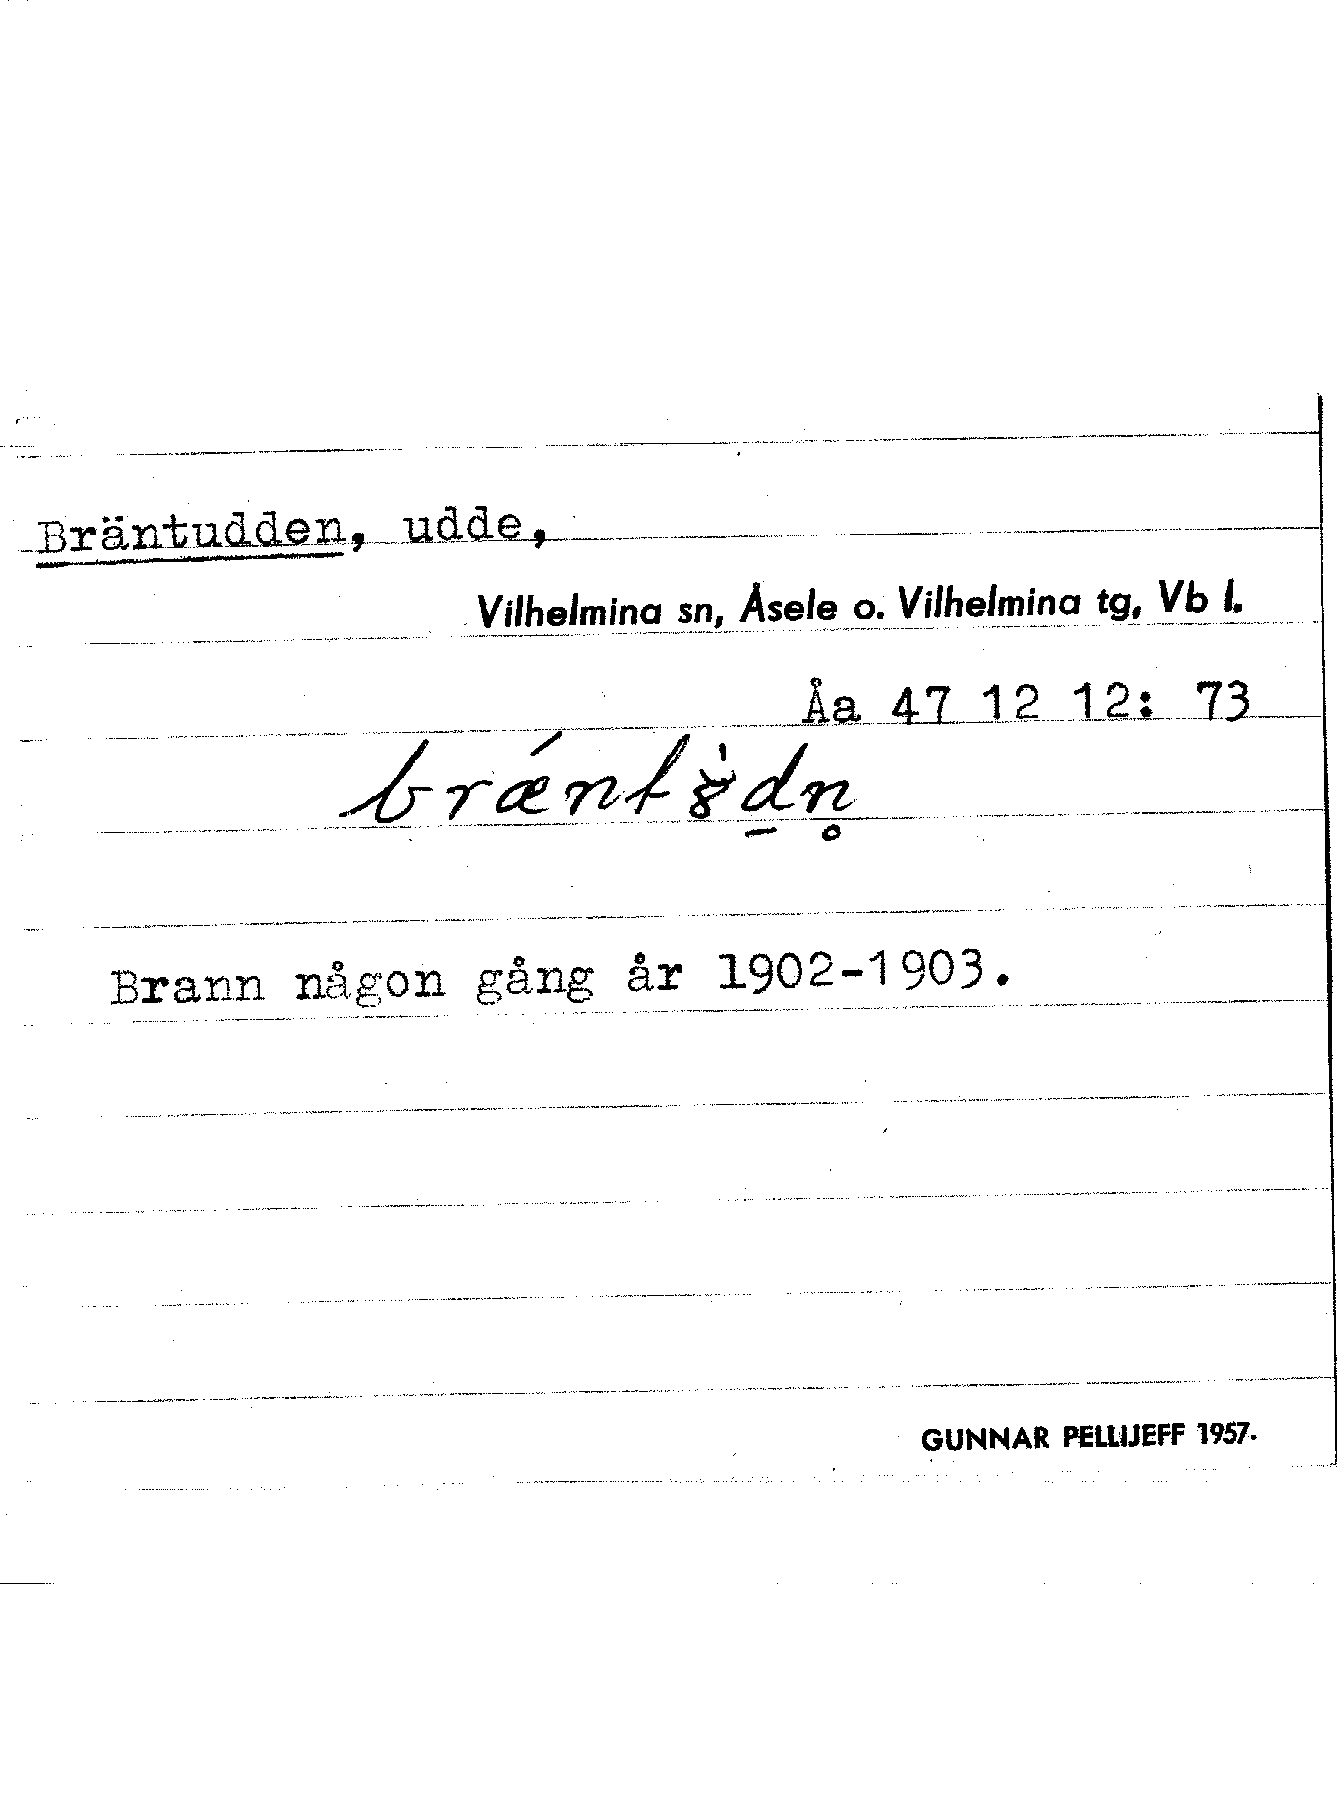 Bräntudden, udde,
Vilhelmina sn, Åsele o. Vilhelmina tg, Vb l.
Åa 47 12 12: 73
Brann någon gång år 1902-1903.
GUNNAR PELLIJEFF 1957.